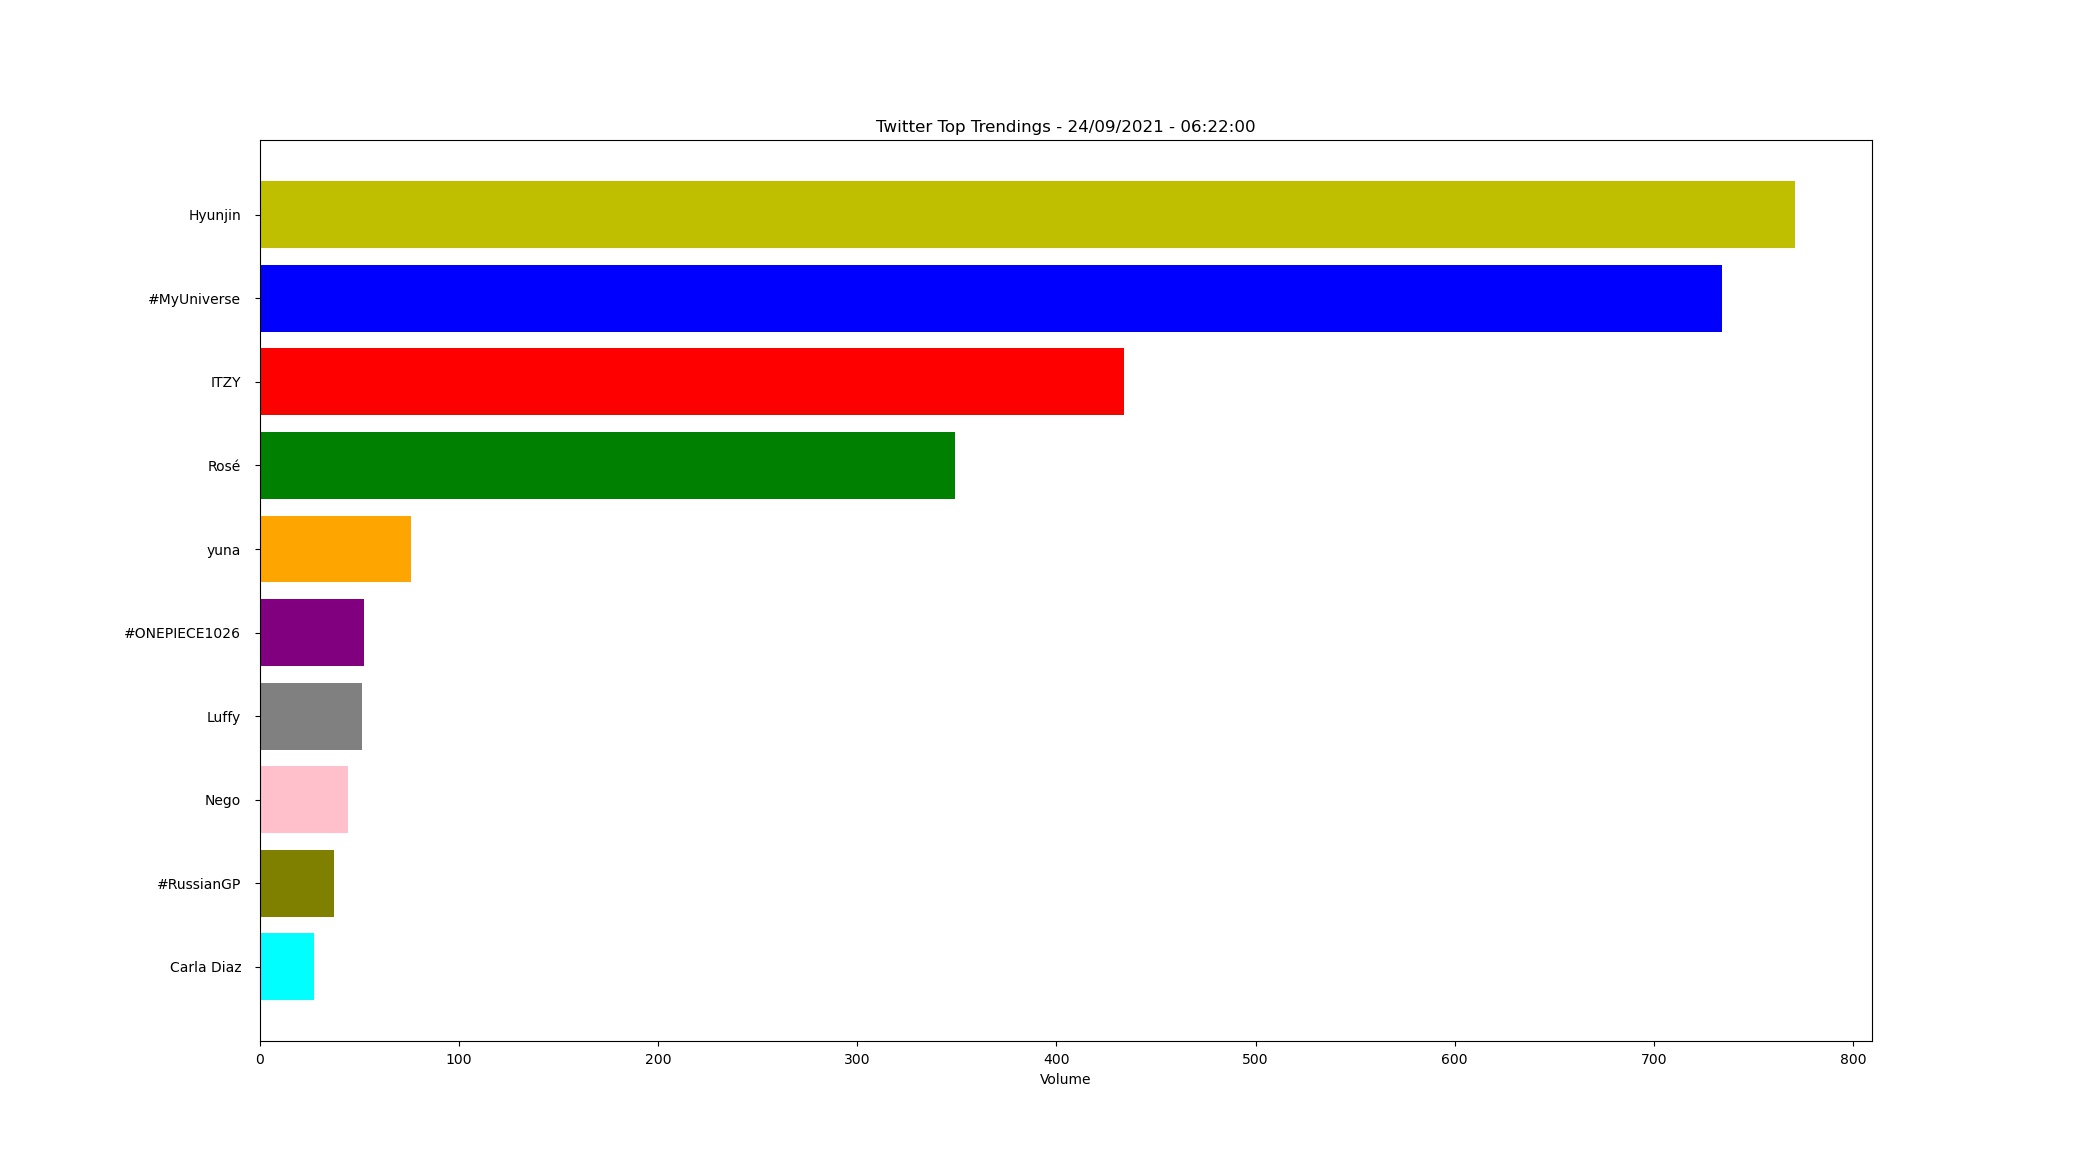 Twitter Top Trendings - 24/09/2021 - 06:22:00
Hyunjin
#MyUniverse
ITZY
Rosé
yuna
#ONEPIECE1026
Luffy
Nego
#RussianGP
Carla Diaz
0 100 200 300 400 500 600 700 800
Volume